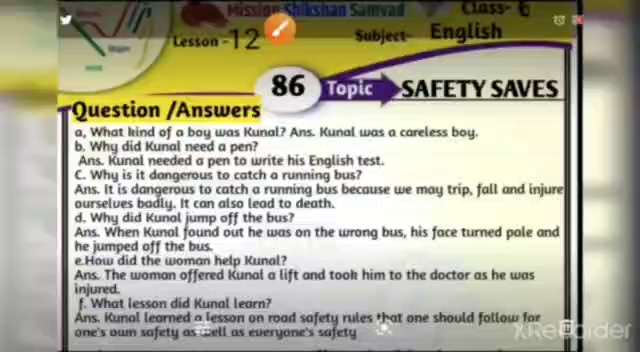 Mission Shikshan Samvad
Class- 6
Lesson -12
Subject- English
86 Topic SAFETY SAVES
Question /Answers
a, What kind of a boy was Kunal? Ans. Kunal was a careless boy.
b. Why did Kunal need a pen?
Ans. Kunal needed a pen to write his English test.
C. Why is it dangerous to catch a running bus?
Ans. It is dangerous to catch a running bus because we may trip, fall and injure
ourselves badly. It can also lead to death.
d. Why did Kunal jump off the bus?
Ans. When Kunal found out he was on the wrong bus, his face turned pale and
he jumped off the bus.
e.How did the woman help Kunal?
Ans. The woman offered Kunal a lift and took him to the doctor as he was
injured.
f. What lesson did Kunal learn?
Ans. Kunal learned a lesson on road safety rules that one should follow for
one's own safety as well as everyone's safety
XRecorder